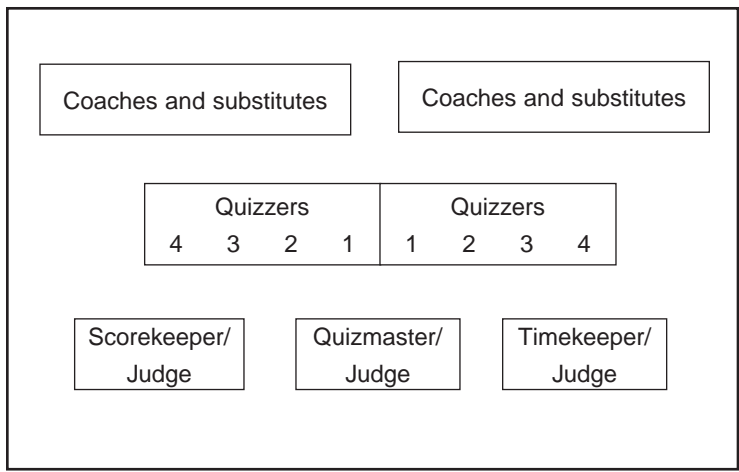 Coaches and substitutes
Coaches and substitutes
Quizzers
4 3 2 1
Quizzers
1 2 3 4
Scorekeeper/
Judge
Quizmaster/
Judge
Timekeeper/
Judge